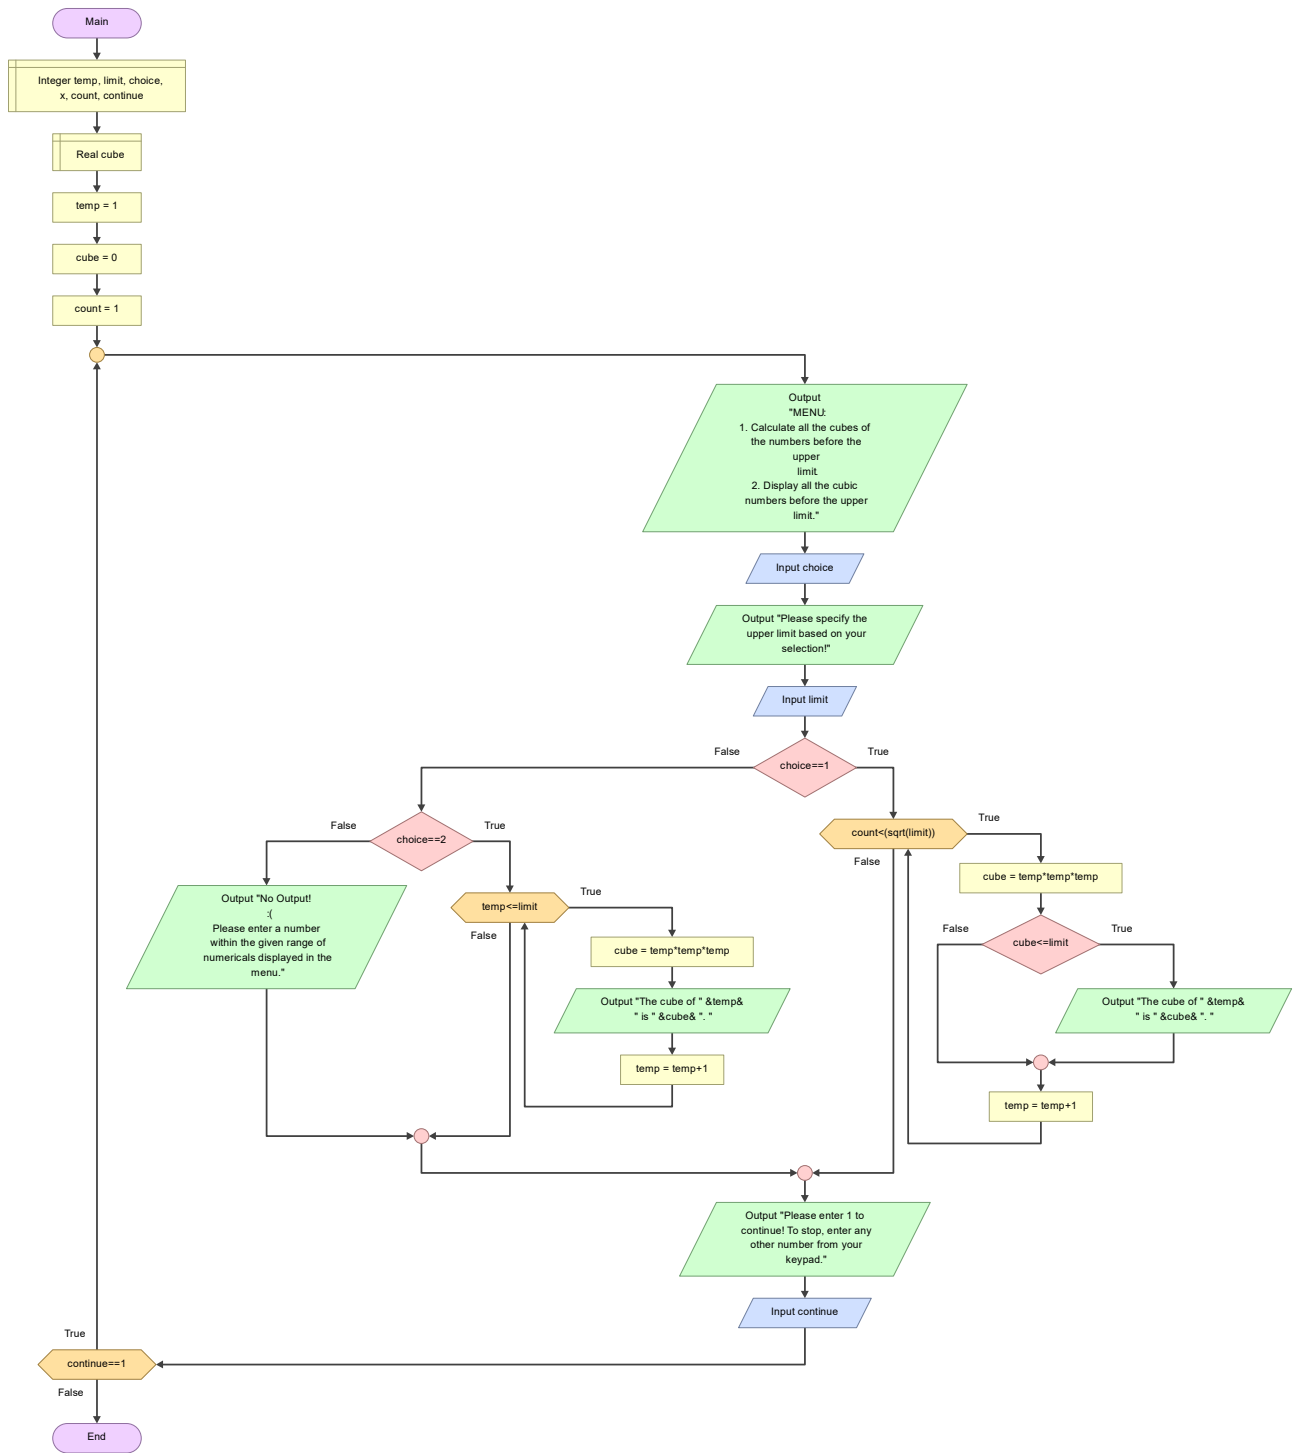 Main
Integer temp, limit, choice,
x, count, continue
Real cube
temp = 1
cube = 0
count = 1
Output
"MENU:
1. Calculate all the cubes of
the numbers before the
upper
limit.
2. Display all the cubic
numbers before the upper
limit."
Input choice
Output "Please specify the
upper limit based on your
selection!"
Input limit
False
True
choice==1
False
True
choice==2
True
count<(sqrt(limit))
False
cube = temp*temp*temp
Output "No Output!
:(
Please enter a number
within the given range of
numericals displayed in the
menu."
True
temp<=limit
False
False
True
cube<=limit
cube = temp*temp*temp
Output "The cube of " &temp&
" is " &cube& ". "
temp = temp+1
Output "The cube of " &temp&
" is " &cube& ". "
temp = temp+1
Output "Please enter 1 to
continue! To stop, enter any
other number from your
keypad."
Input continue
True
continue==1
False
End